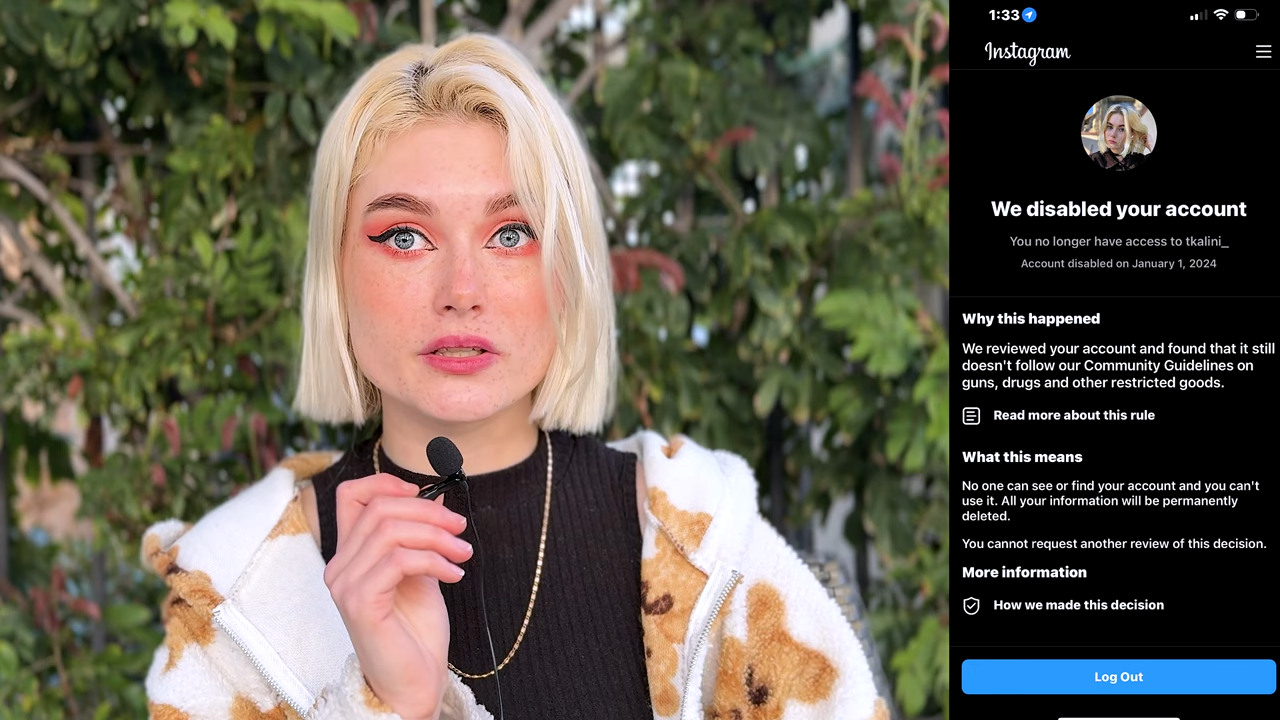 1:33
Instagram
We disabled your account
You no longer have access to tkalini_
Account disabled on January 1, 2024
Why this happened
We reviewed your account and found that it still
doesn't follow our Community Guidelines on
guns, drugs and other restricted goods.
Read more about this rule
What this means
No one can see or find your account and you can't
use it. All your information will be permanently
deleted.
You cannot request another review of this decision.
More information
How we made this decision
Log Out